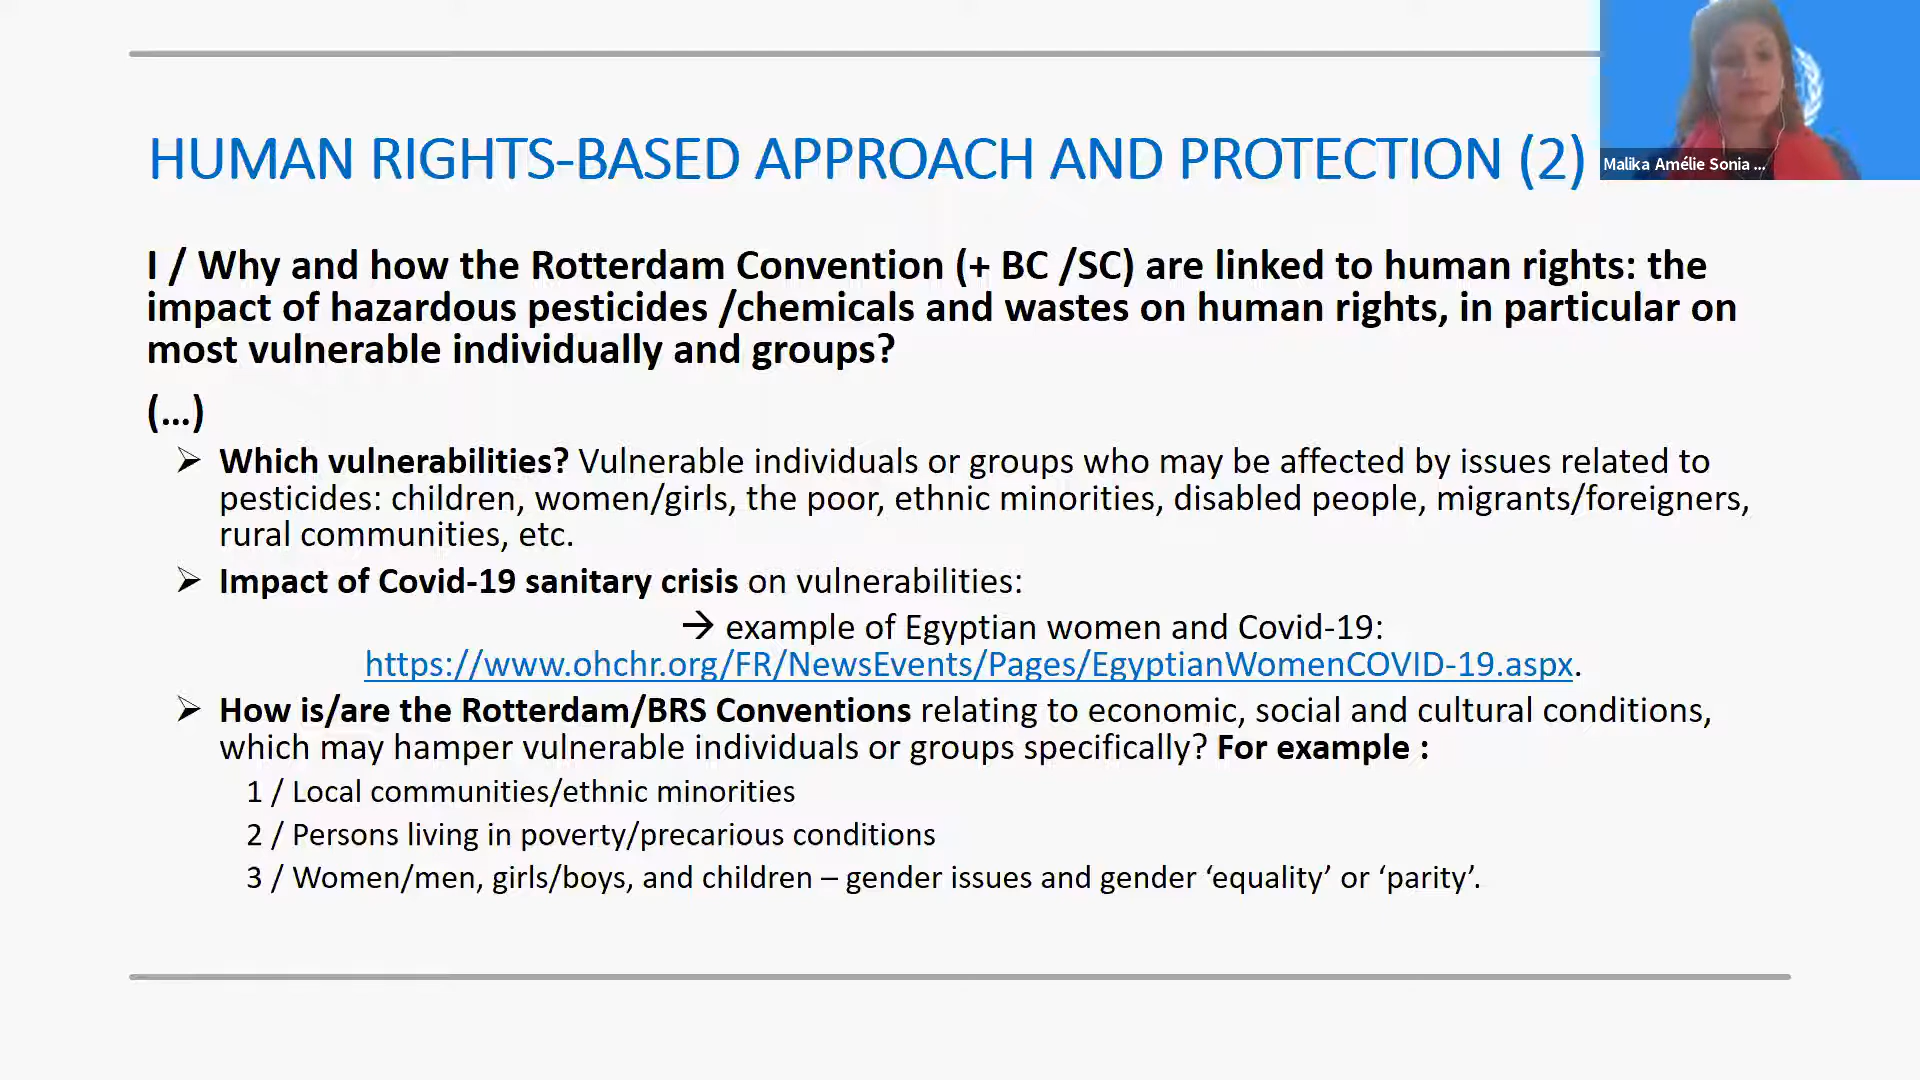 HUMAN RIGHTS-BASED APPROACH AND PROTECTION (2)
Malika Amélie Sonia ...
I / Why and how the Rotterdam Convention (+ BC /SC) are linked to human rights: the
impact of hazardous pesticides /chemicals and wastes on human rights, in particular on
most vulnerable individually and groups?
(…)
➢ Which vulnerabilities? Vulnerable individuals or groups who may be affected by issues related to
pesticides: children, women/girls, the poor, ethnic minorities, disabled people, migrants/foreigners,
rural communities, etc.
➢ Impact of Covid-19 sanitary crisis on vulnerabilities:
→ example of Egyptian women and Covid-19:
https://www.ohchr.org/FR/NewsEvents/Pages/EgyptianWomenCOVID-19.aspx.
➢ How is/are the Rotterdam/BRS Conventions relating to economic, social and cultural conditions,
which may hamper vulnerable individuals or groups specifically? For example :
1 / Local communities/ethnic minorities
2 / Persons living in poverty/precarious conditions
3 / Women/men, girls/boys, and children – gender issues and gender ‘equality’ or ‘parity’.